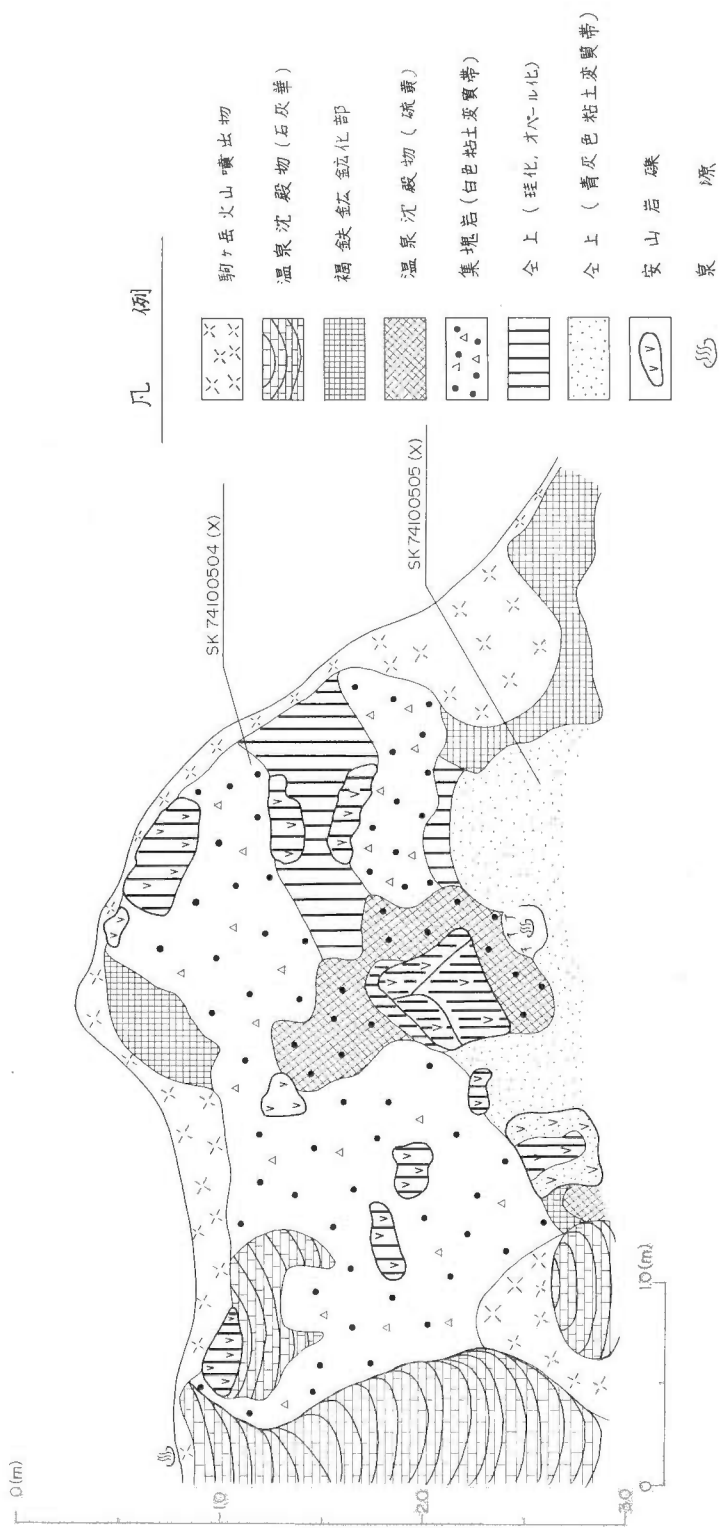 凡例
駒ヶ岳火山噴出物
温泉沈殿物(石灰華)
褐鉄鉱鉱化部
温泉沈殿物(硫黄)
集塊岩(白色粘土変質帯)
仝上(珪化,オパール化)
仝上(青灰色粘土変質帯)
安山岩礫
泉源
SK 74100504 (X)
SK 74100505 (X)
0 (m)
1.0
2.0
3.0
0
1.0 (m)